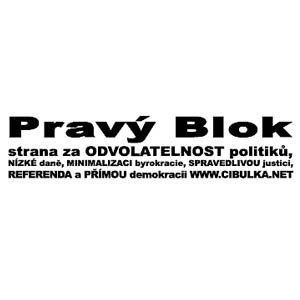 Pravý Blok
strana za ODVOLATELNOST politiků,
NÍZKÉ daně, MINIMALIZACI byrokracie, SPRAVEDLIVOU justici,
REFERENDA a PŘÍMOU demokracii WWW.CIBULKA.NET